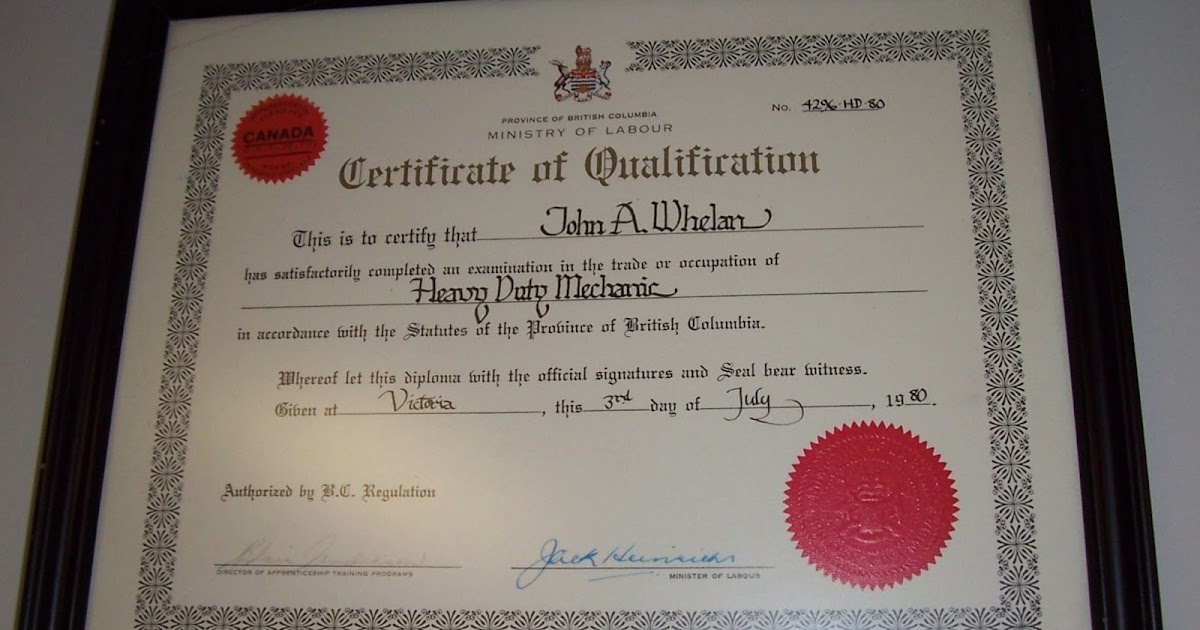 No. 4296-HD-80
CANADA
PROVINCE OF BRITISH COLUMBIA
MINISTRY OF LABOUR
Certificate of Qualification
This is to certify that John A. Whelan
has satisfactorily completed an examination in the trade or occupation of
Heavy Duty Mechanic
in accordance with the Statutes of the Province of British Columbia.
Whereof let this diploma with the official signatures and Seal bear witness.
Given at Victoria, this 3rd day of July, 1980.
Authorized by B.C. Regulation
Jack Heinrich
DIRECTOR OF APPRENTICESHIP TRAINING PROGRAMS
MINISTER OF LABOUR